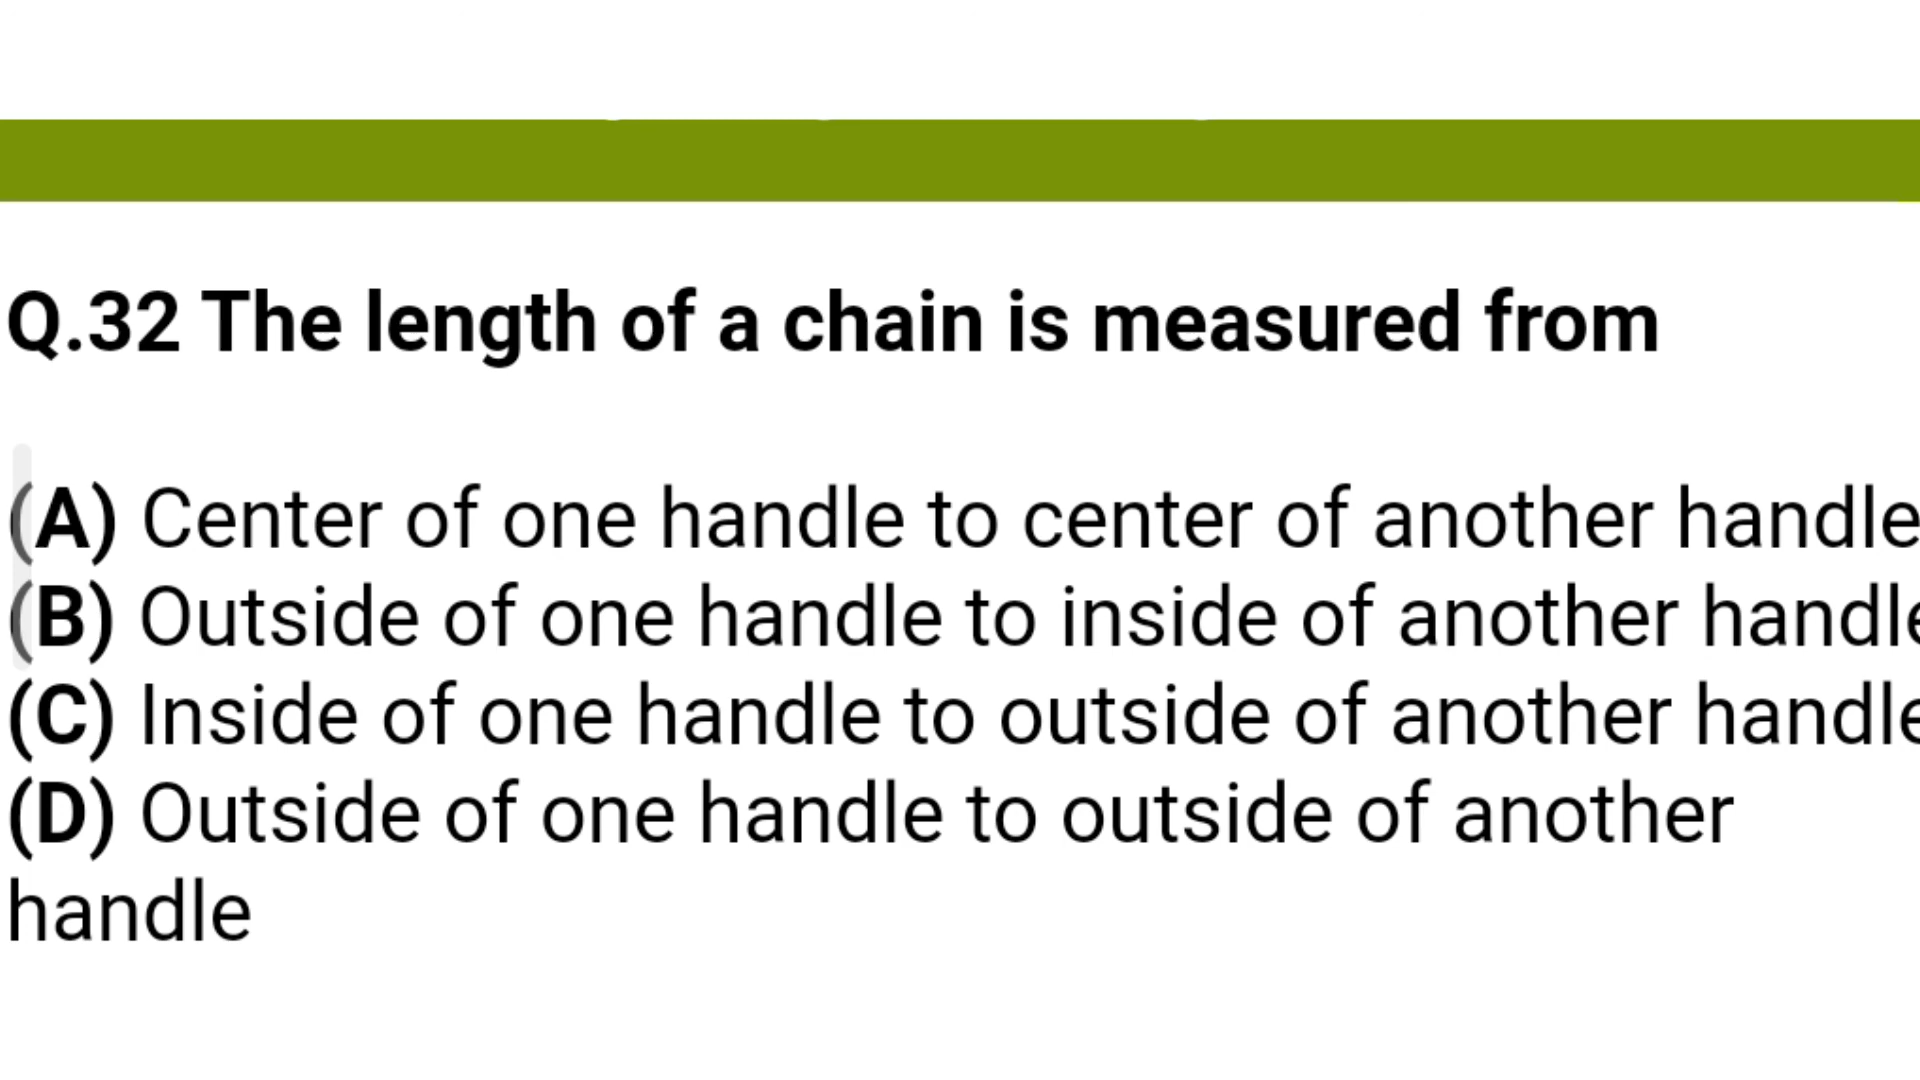 Q.32 The length of a chain is measured from
(A) Center of one handle to center of another handle
(B) Outside of one handle to inside of another handle
(C) Inside of one handle to outside of another handle
(D) Outside of one handle to outside of another
handle